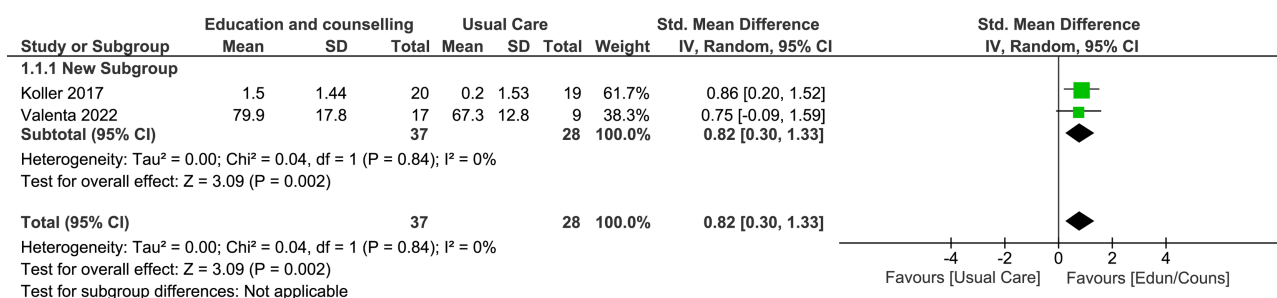 Education and counselling Usual Care Std. Mean Difference Std. Mean Difference
Study or Subgroup Mean SD Total Mean SD Total Weight IV, Random, 95% CI IV, Random, 95% CI
1.1.1 New Subgroup
Koller 2017 1.5 1.44 20 0.2 1.53 19 61.7% 0.86 [0.20, 1.52]
Valenta 2022 79.9 17.8 17 67.3 12.8 9 38.3% 0.75 [-0.09, 1.59]
Subtotal (95% CI) 37 28 100.0% 0.82 [0.30, 1.33]
Heterogeneity: Tau² = 0.00; Chi² = 0.04, df = 1 (P = 0.84); I² = 0%
Test for overall effect: Z = 3.09 (P = 0.002)
Total (95% CI) 37 28 100.0% 0.82 [0.30, 1.33]
Heterogeneity: Tau² = 0.00; Chi² = 0.04, df = 1 (P = 0.84); I² = 0%
-4 -2 0 2 4
Test for overall effect: Z = 3.09 (P = 0.002)
Favours [Usual Care] Favours [Edun/Couns]
Test for subgroup differences: Not applicable